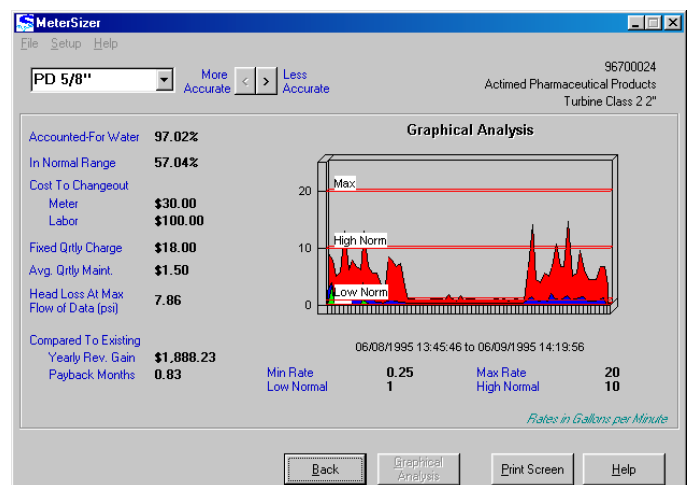 MeterSizer
File Setup Help
PD 5/8"
More Accurate
< >
Less Accurate
96700024
Actimed Pharmaceutical Products
Turbine Class 2 2"
Accounted-For Water 97.02%
In Normal Range 57.04%
Cost To Changeout
Meter $30.00
Labor $100.00
Fixed Qrtly Charge $18.00
Avg. Qrtly Maint. $1.50
Head Loss At Max
Flow of Data (psi) 7.86
Compared To Existing
Yearly Rev. Gain $1,888.23
Payback Months 0.83
Graphical Analysis
20
Max
10
High Norm
0
Low Norm
06/08/1995 13:45:46 to 06/09/1995 14:19:56
Min Rate 0.25 Max Rate 20
Low Normal 1 High Normal 10
Rates in Gallons per Minute
Back
Graphical Analysis
Print Screen
Help